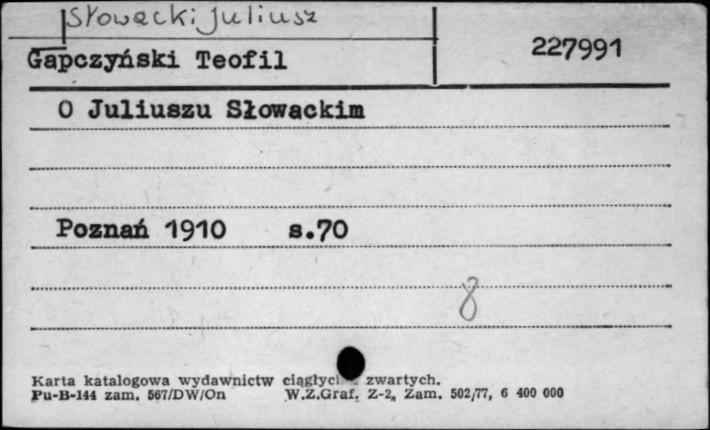 Słowacki Juliusz
Gapczyński Teofil 227991
O Juliuszu Słowackim
Poznań 1910 s.70
8
Karta katalogowa wydawnictw ciągłych zwartych.
Pu-B-144 zam. 567/DW/On W.Z.Graf. Z-2, Zam. 502/77, 6 400 000